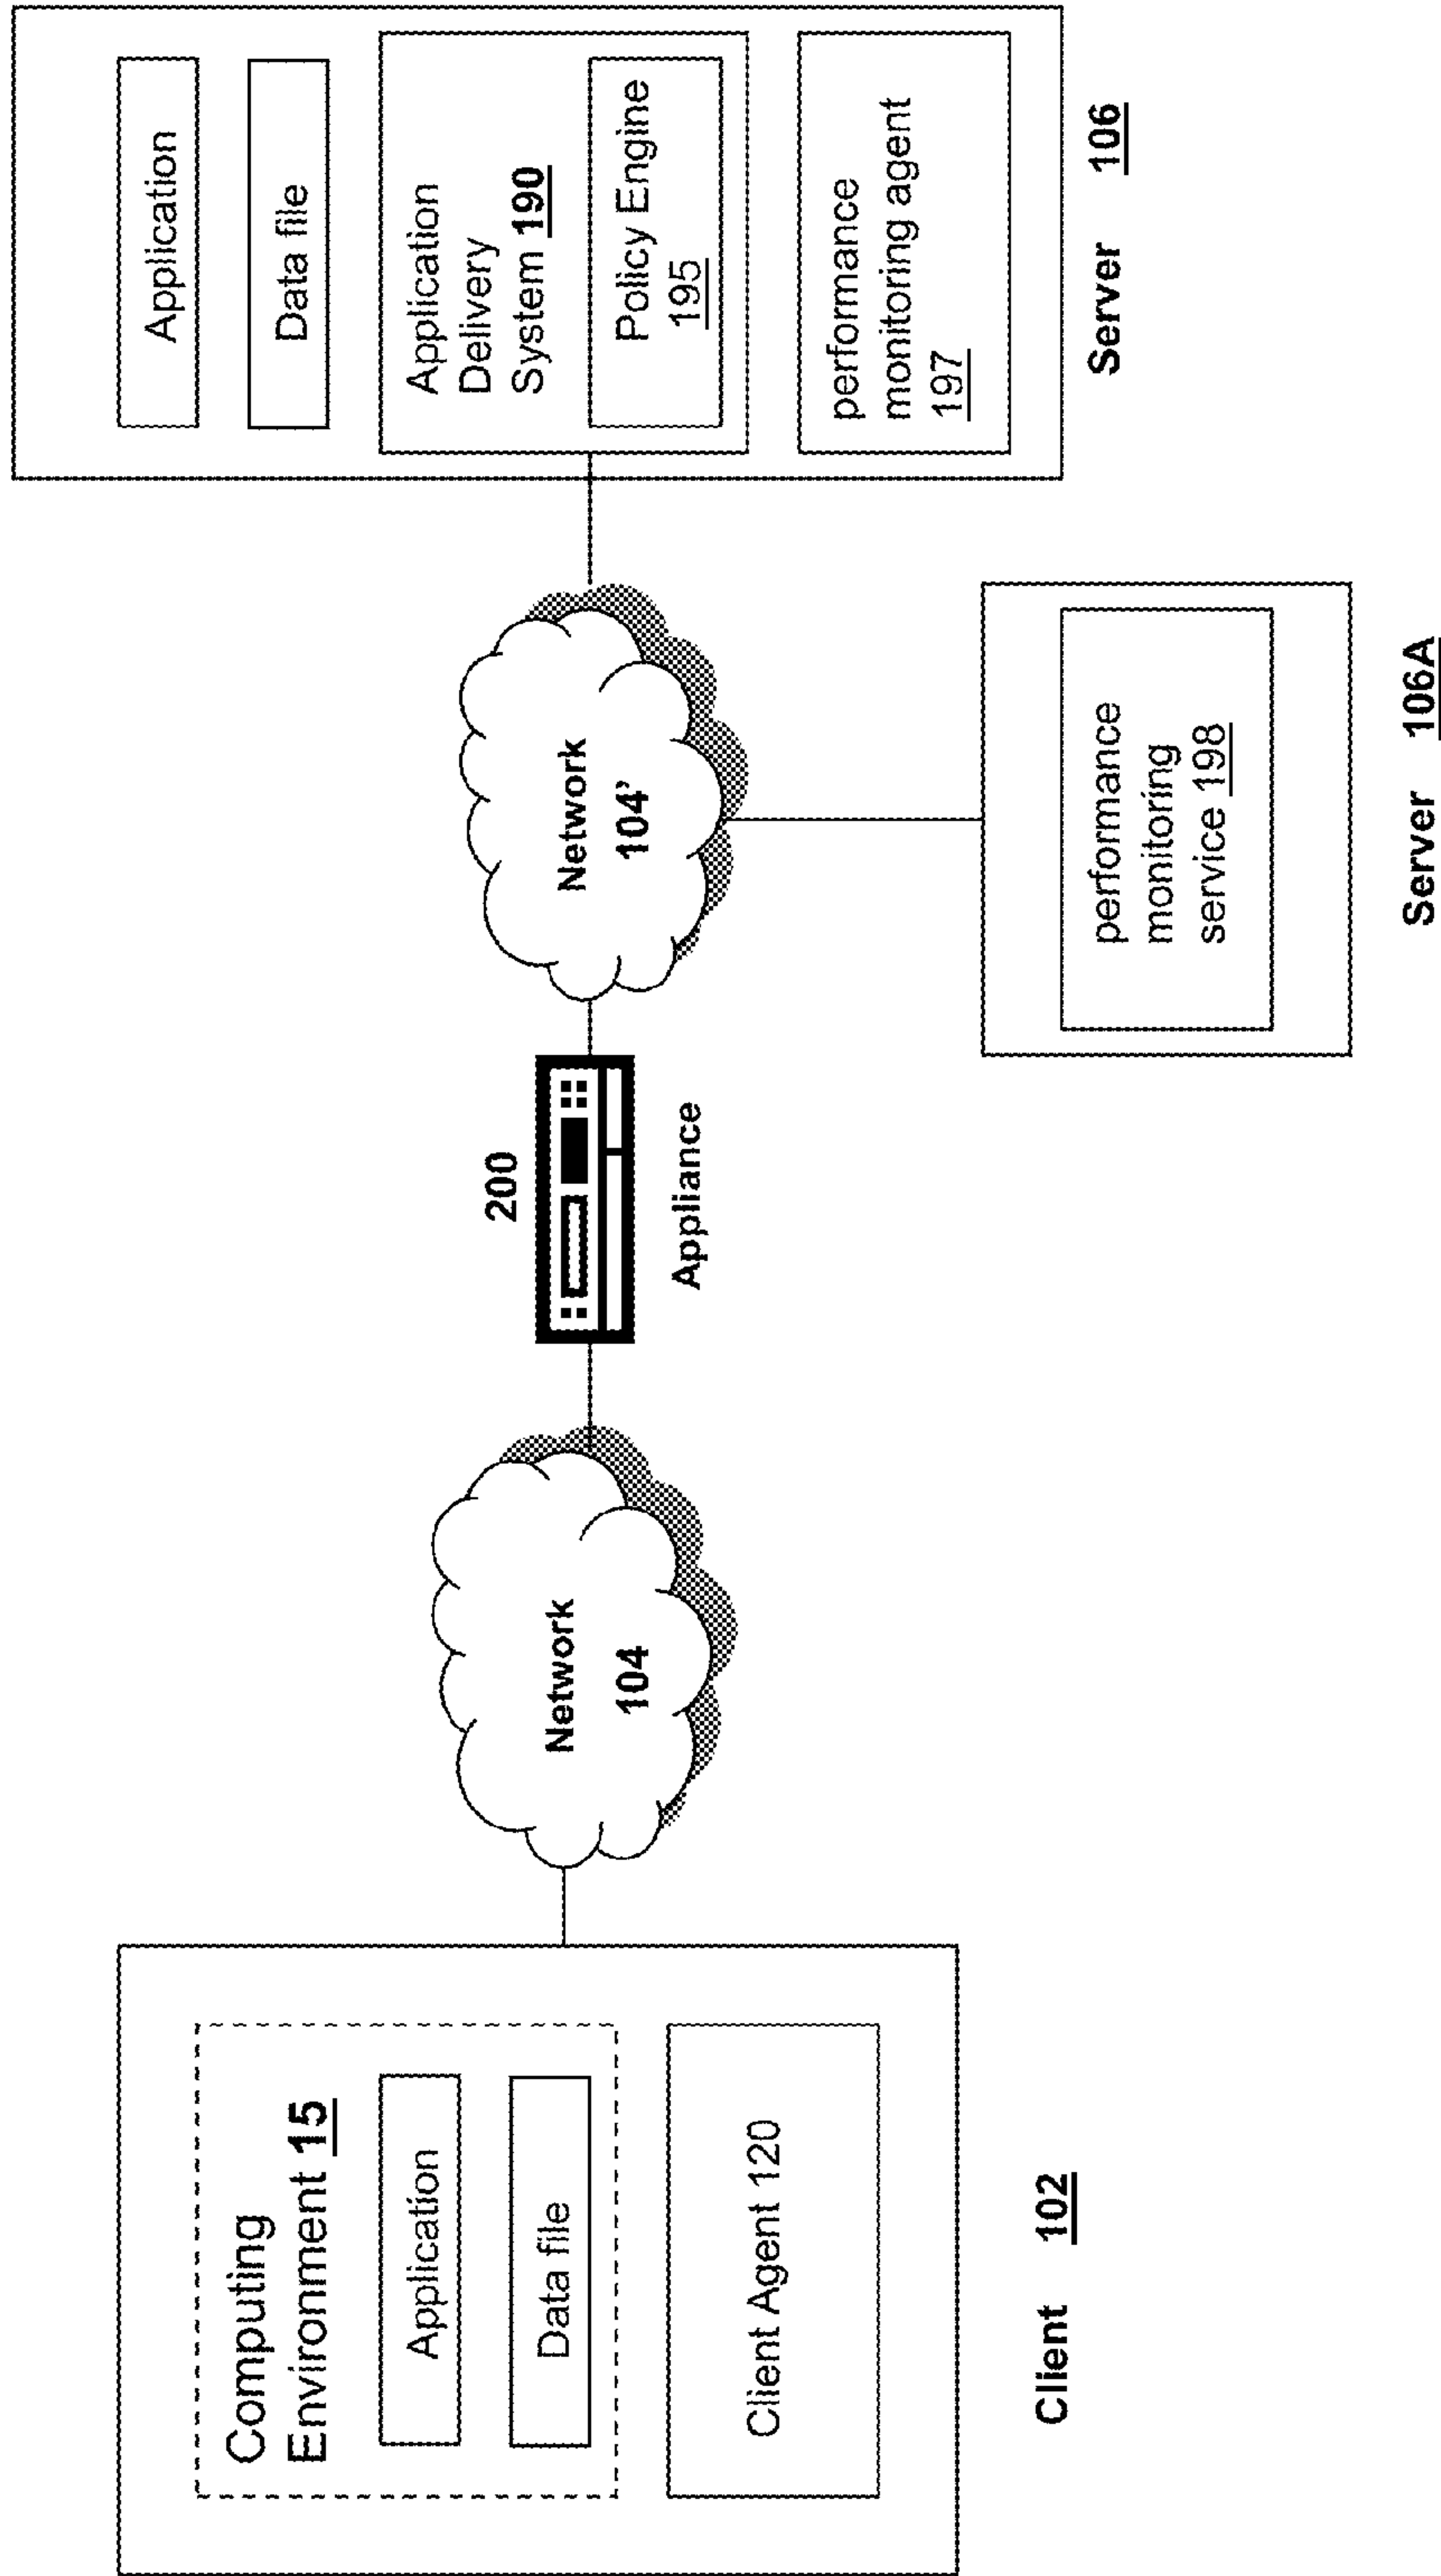 Computing
Environment 15
Application
Data file
Client Agent 120
Client 102
Network
104
200
Appliance
Network
104’
performance
monitoring
service 198
Server 106A
Application
Data file
Application
Delivery
System 190
Policy Engine
195
performance
monitoring agent
197
Server 106